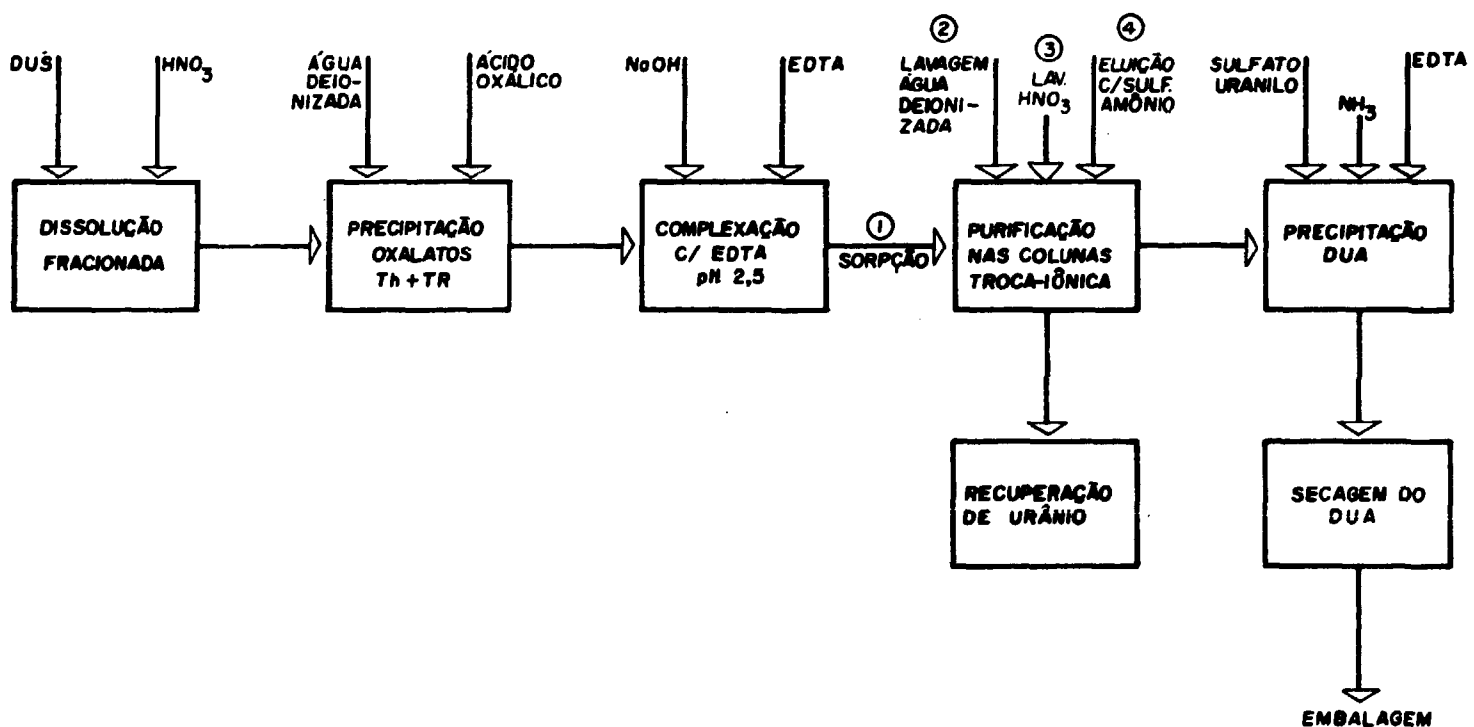 DUS
HNO3
ÁGUA
DEIO-
NIZADA
ÁCIDO
OXÁLICO
NaOH
EDTA
②
LAVAGEM
ÁGUA
DEIONI-
ZADA
③
LAV.
HNO3
④
ELUIÇÃO
C/SULF.
AMÔNIO
SULFATO
URANILO
NH3
EDTA
DISSOLUÇÃO
FRACIONADA
PRECIPITAÇÃO
OXALATOS
Th + TR
COMPLEXAÇÃO
C/ EDTA
pH 2,5
①
SORPÇÃO
PURIFICAÇÃO
NAS COLUNAS
TROCA-IÔNICA
PRECIPITAÇÃO
DUA
RECUPERAÇÃO
DE URÂNIO
SECAGEM DO
DUA
EMBALAGEM